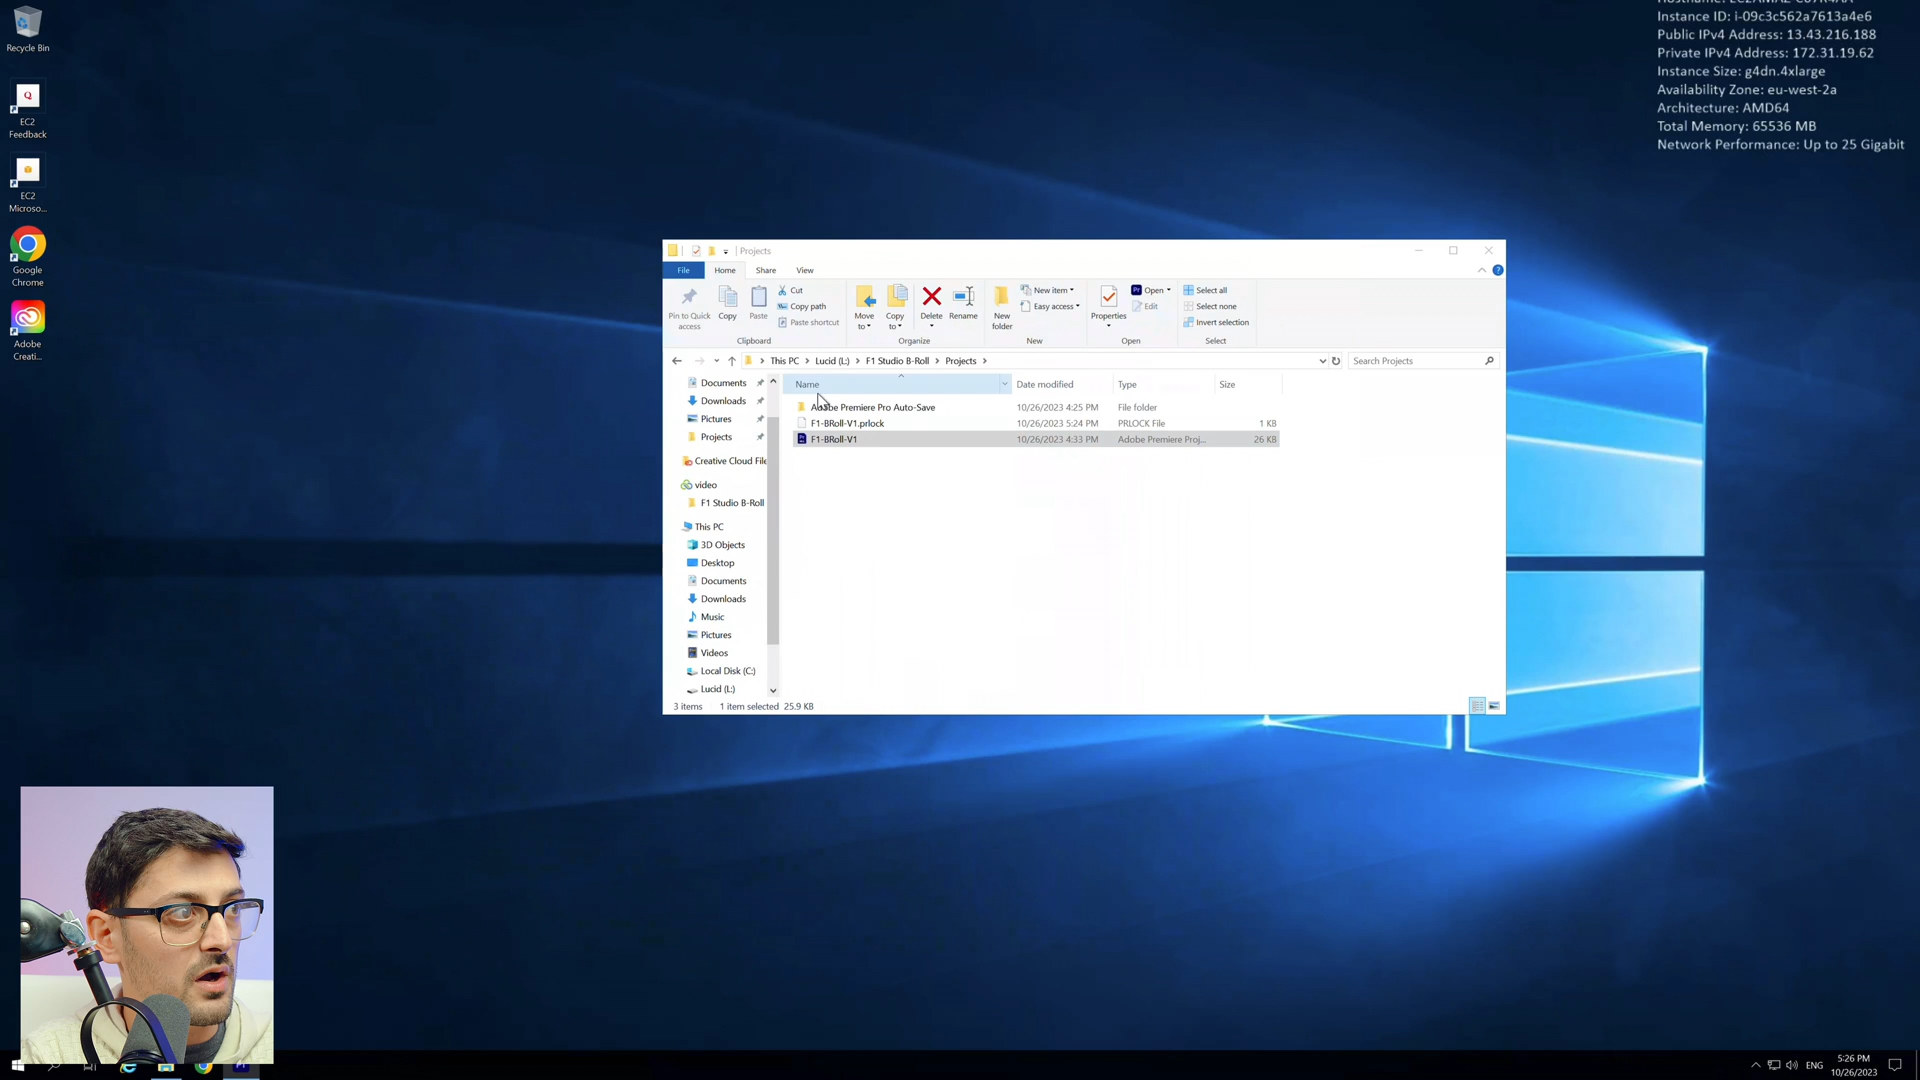 Recycle Bin
EC2
Feedback
EC2
Microso...
Google
Chrome
Adobe
Creati...
Instance ID: i-09c3c562a7613a4e6
Public IPv4 Address: 13.43.216.188
Private IPv4 Address: 172.31.19.62
Instance Size: g4dn.4xlarge
Availability Zone: eu-west-2a
Architecture: AMD64
Total Memory: 65536 MB
Network Performance: Up to 25 Gigabit
Projects
File Home Share View
Pin to Quick access
Copy
Paste
Cut
Copy path
Paste shortcut
Clipboard
Move to
Copy to
Delete
Rename
Organize
New folder
New item
Easy access
New
Properties
Open
Edit
Open
Select all
Select none
Invert selection
Select
This PC > Lucid (L:) > F1 Studio B-Roll > Projects >
Search Projects
Documents
Downloads
Pictures
Projects
Creative Cloud File
video
F1 Studio B-Roll
This PC
3D Objects
Desktop
Documents
Downloads
Music
Pictures
Videos
Local Disk (C:)
Lucid (L:)
Name Date modified Type Size
Adobe Premiere Pro Auto-Save 10/26/2023 4:25 PM File folder
F1-BRoll-V1.prlock 10/26/2023 5:24 PM PRLOCK File 1 KB
F1-BRoll-V1 10/26/2023 4:33 PM Adobe Premiere Proj... 26 KB
3 items 1 item selected 25.9 KB
ENG
5:26 PM
10/26/2023